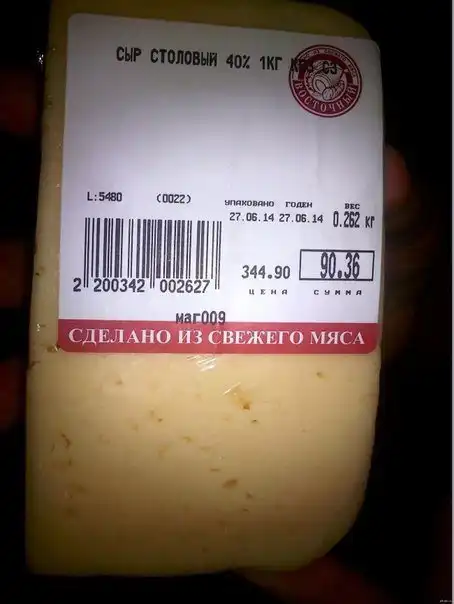 СЫР СТОЛОВЫЙ 40% 1КГ
ВОСТОЧНЫЙ
L:5480 (0022)
УПАКОВАНО ГОДЕН ВЕС
27.06.14 27.06.14 0.262 кг
344.90 90.36
ЦЕНА СУММА
2 200342 002627
маг009
СДЕЛАНО ИЗ СВЕЖЕГО МЯСА